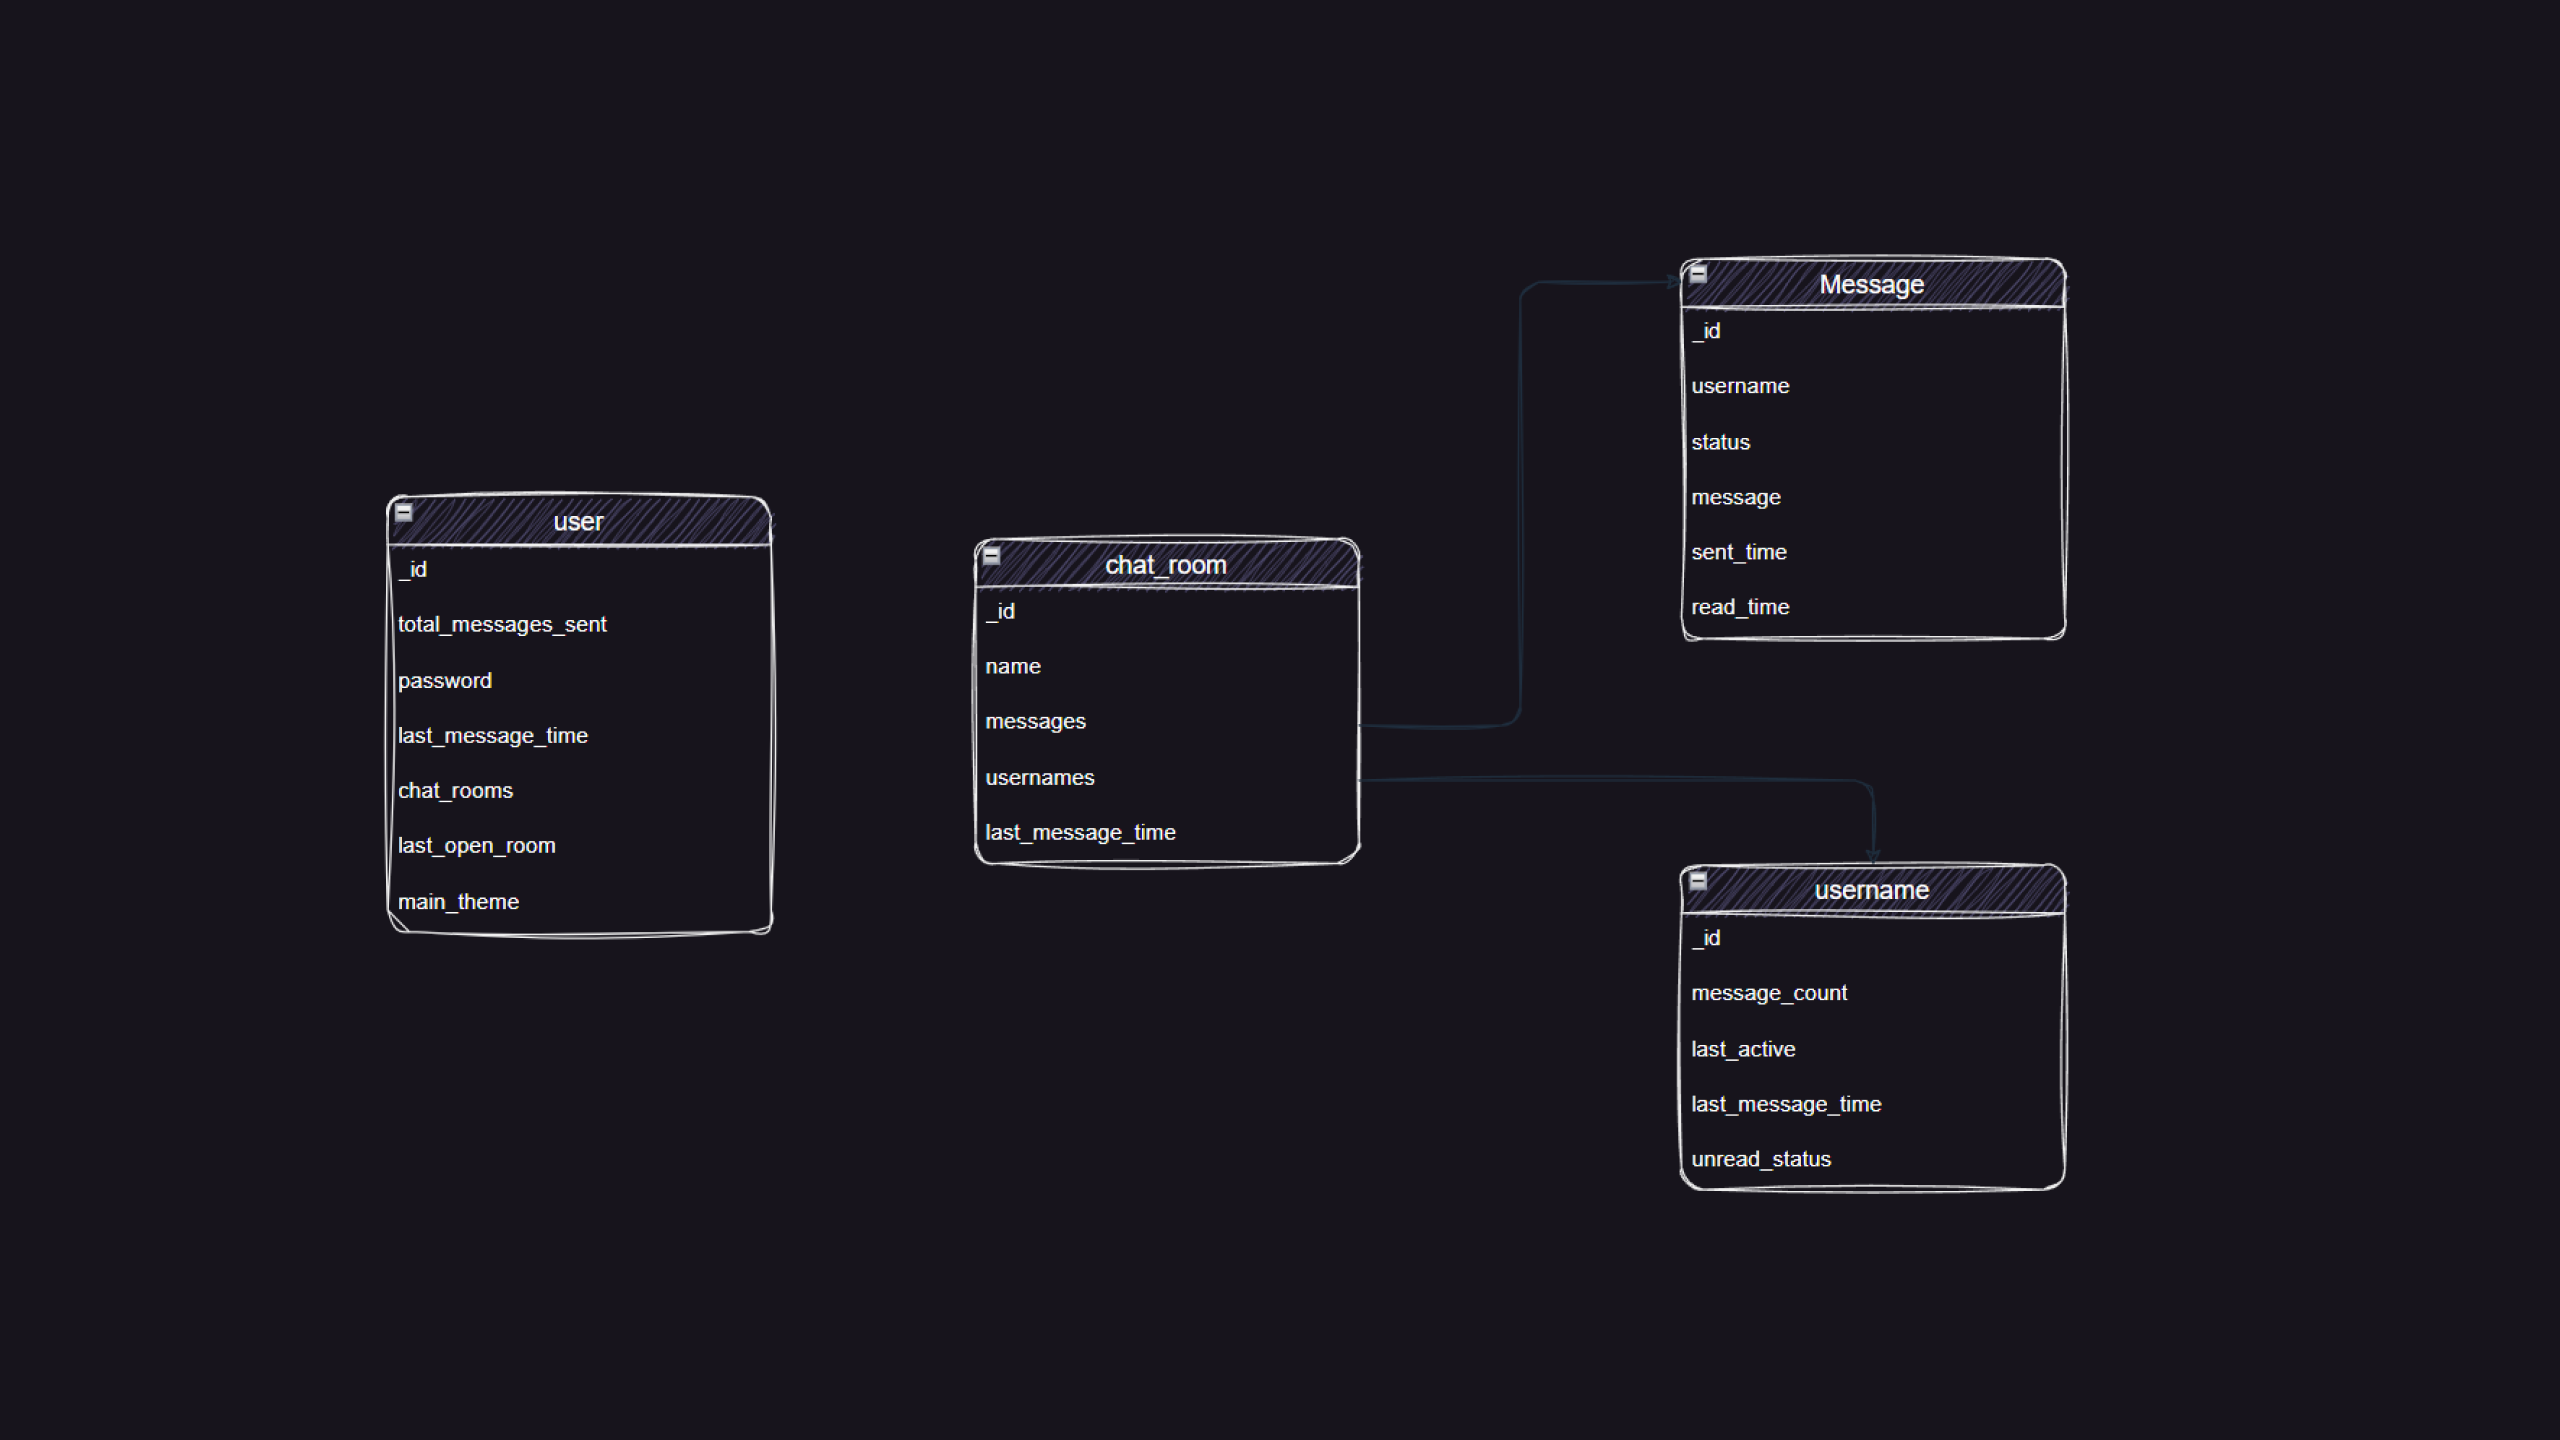 user
_id
total_messages_sent
password
last_message_time
chat_rooms
last_open_room
main_theme
chat_room
_id
name
messages
usernames
last_message_time
Message
_id
username
status
message
sent_time
read_time
username
_id
message_count
last_active
last_message_time
unread_status